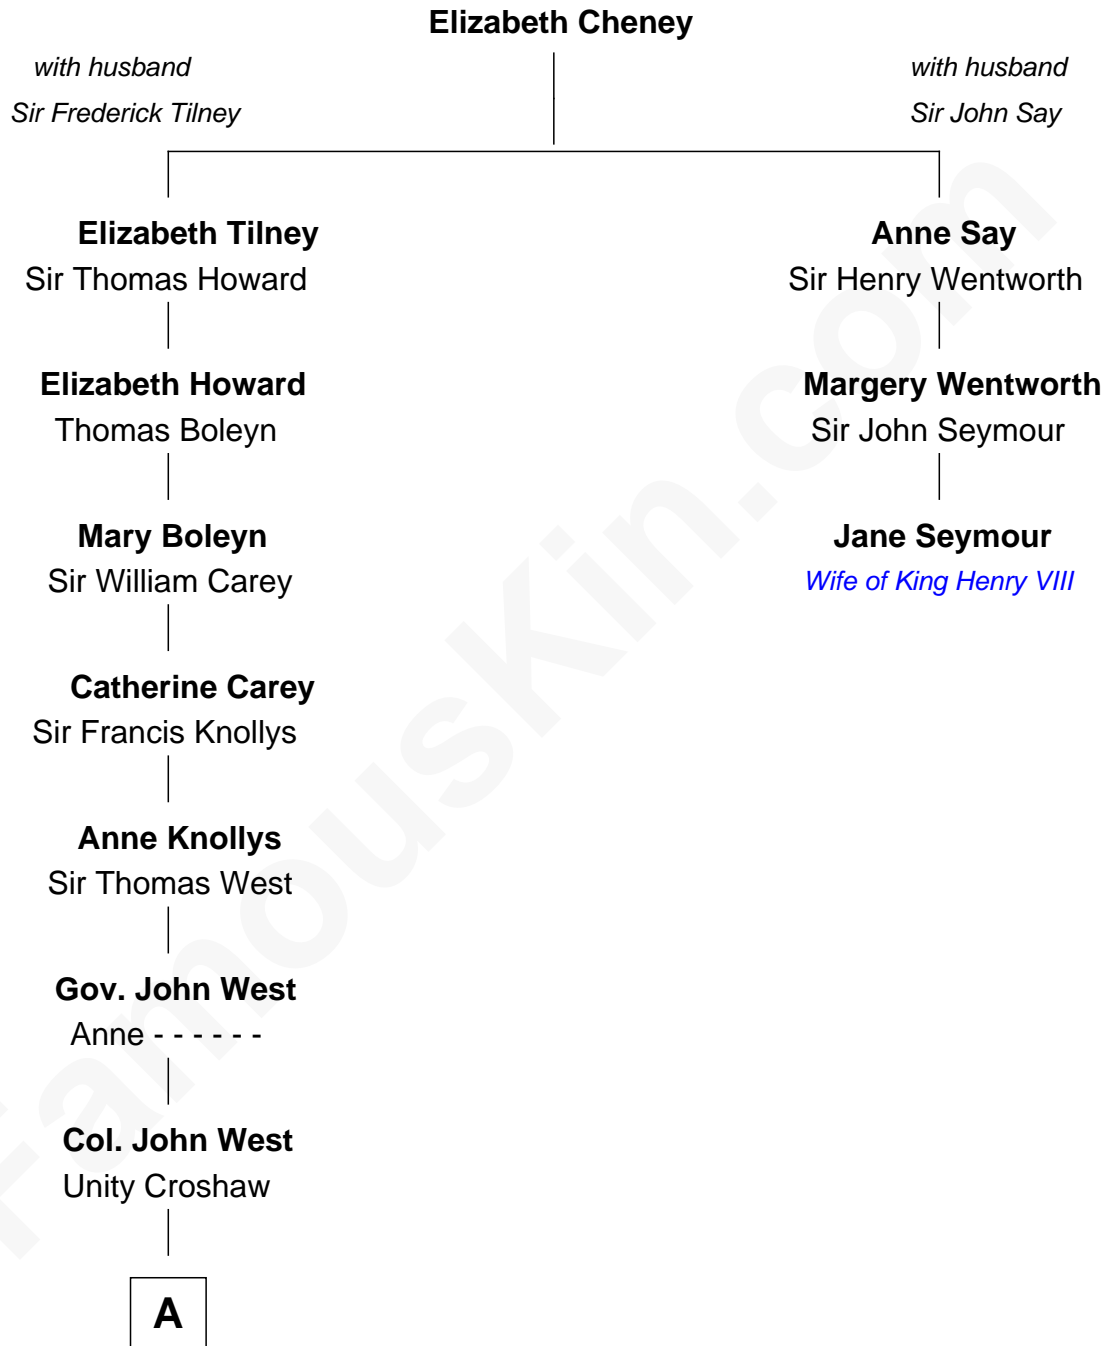 Elizabeth Cheney
with husband
Sir Frederick Tilney
with husband
Sir John Say
Elizabeth Tilney
Sir Thomas Howard
Anne Say
Sir Henry Wentworth
Elizabeth Howard
Thomas Boleyn
Margery Wentworth
Sir John Seymour
Mary Boleyn
Sir William Carey
Jane Seymour
Wife of King Henry VIII
Catherine Carey
Sir Francis Knollys
Anne Knollys
Sir Thomas West
Gov. John West
Anne - - - - - -
Col. John West
Unity Croshaw
A
FamousKin.com